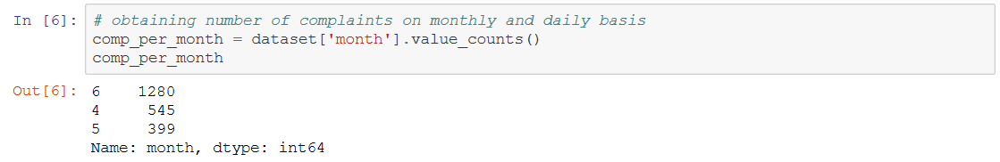 In [6]: # obtaining number of complaints on monthly and daily basis
comp_per_month = dataset['month'].value_counts()
comp_per_month
Out[6]: 6    1280
4     545
5     399
Name: month, dtype: int64